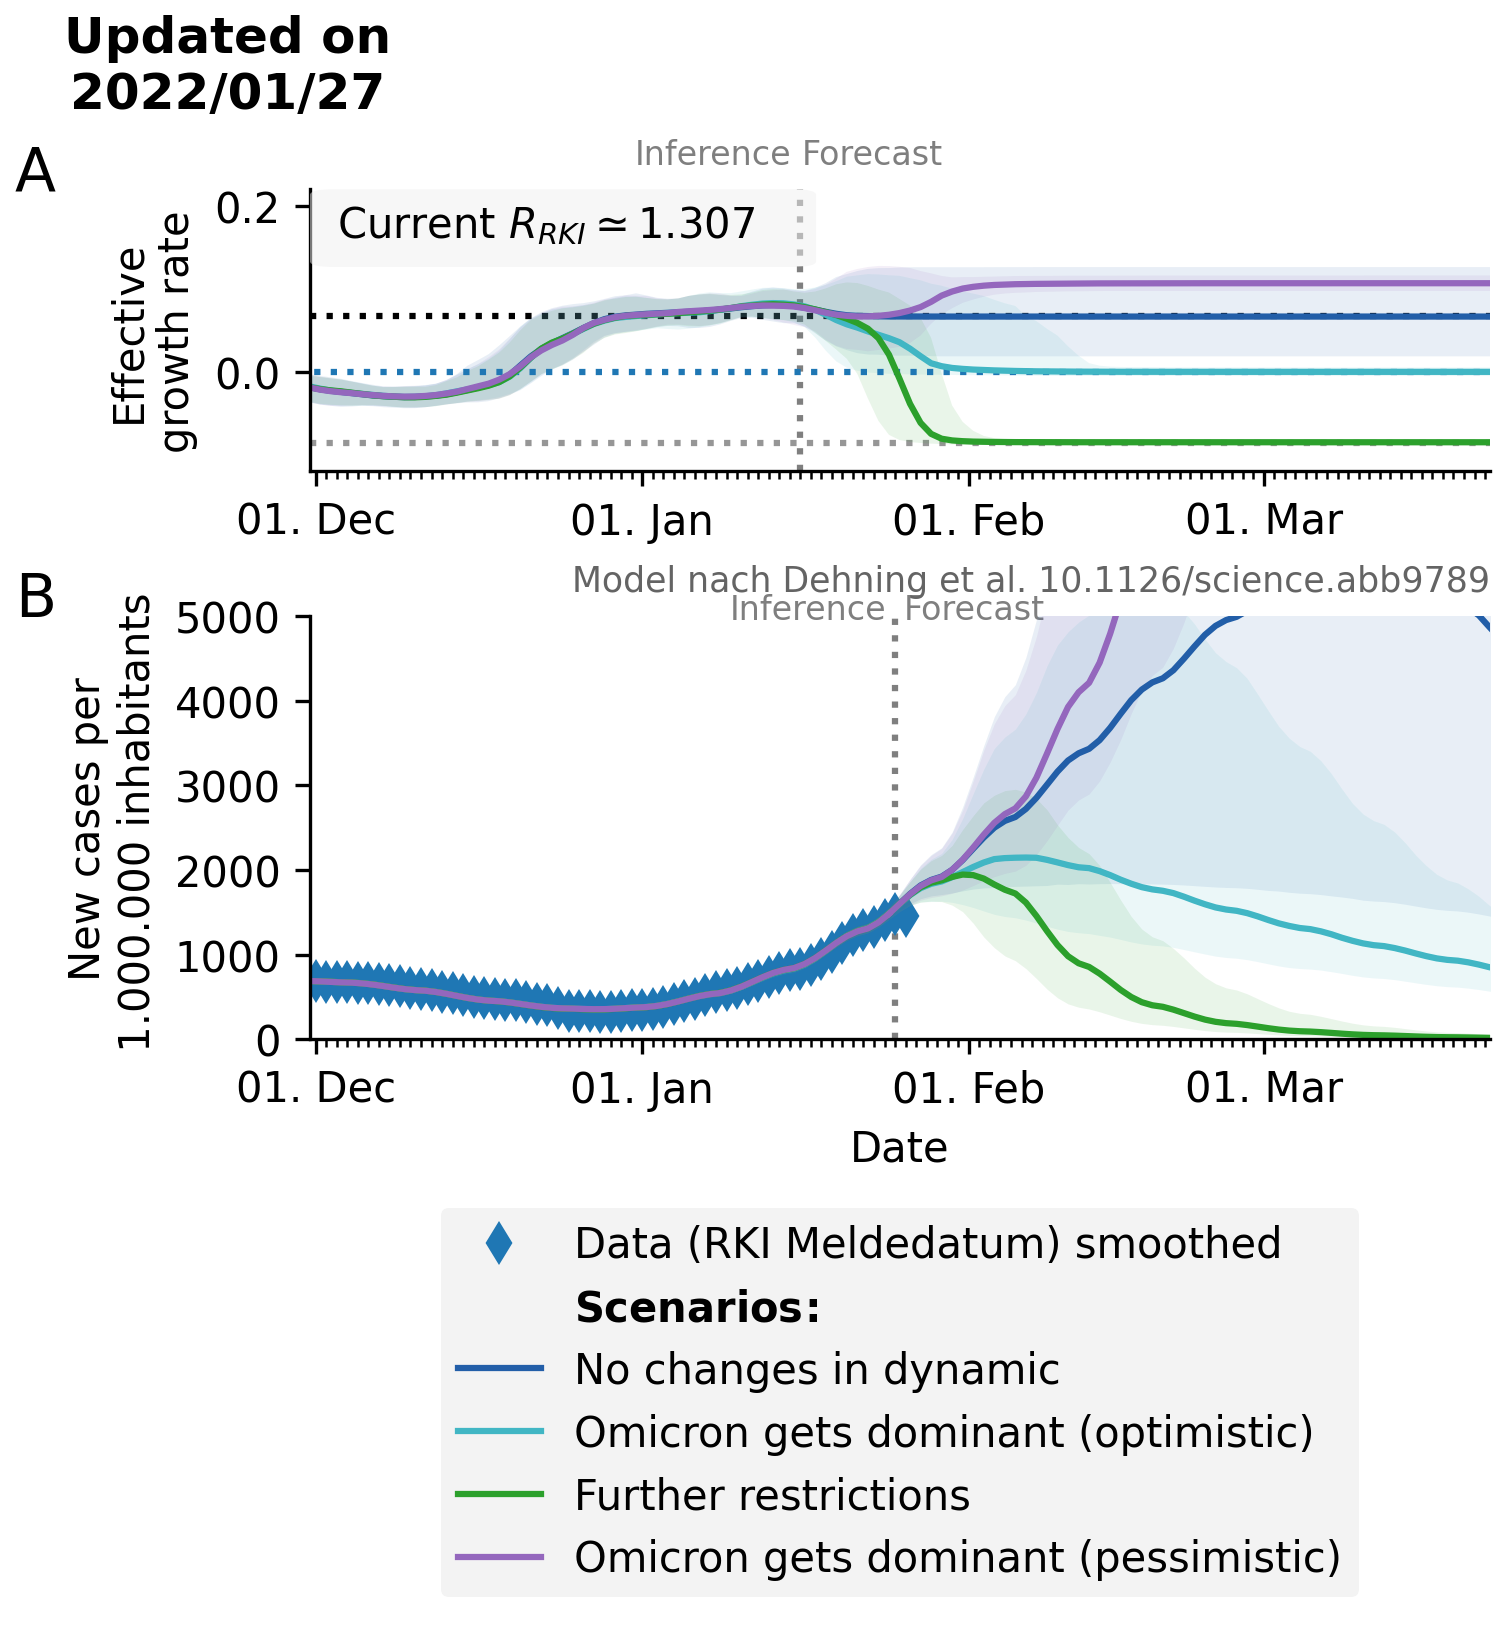 Updated on
2022/01/27
A
Inference Forecast
Current R_RKI ≃ 1.307
Effective
growth rate
0.2
0.0
01. Dec 01. Jan 01. Feb 01. Mar
B
Model nach Dehning et al. 10.1126/science.abb9789
Inference Forecast
New cases per
1.000.000 inhabitants
5000
4000
3000
2000
1000
0
01. Dec 01. Jan 01. Feb 01. Mar
Date
Data (RKI Meldedatum) smoothed
Scenarios:
No changes in dynamic
Omicron gets dominant (optimistic)
Further restrictions
Omicron gets dominant (pessimistic)